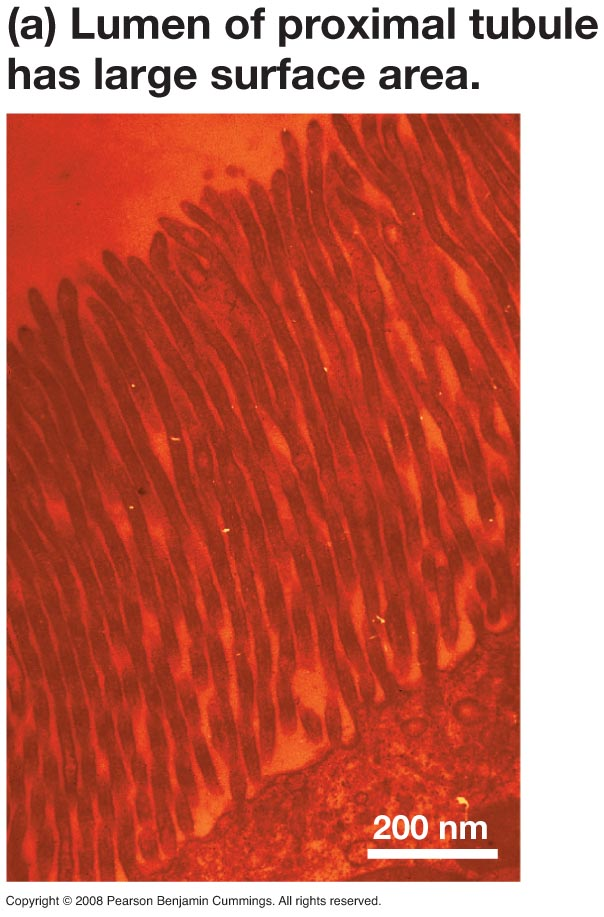 (a) Lumen of proximal tubule
has large surface area.
200 nm
Copyright © 2008 Pearson Benjamin Cummings. All rights reserved.